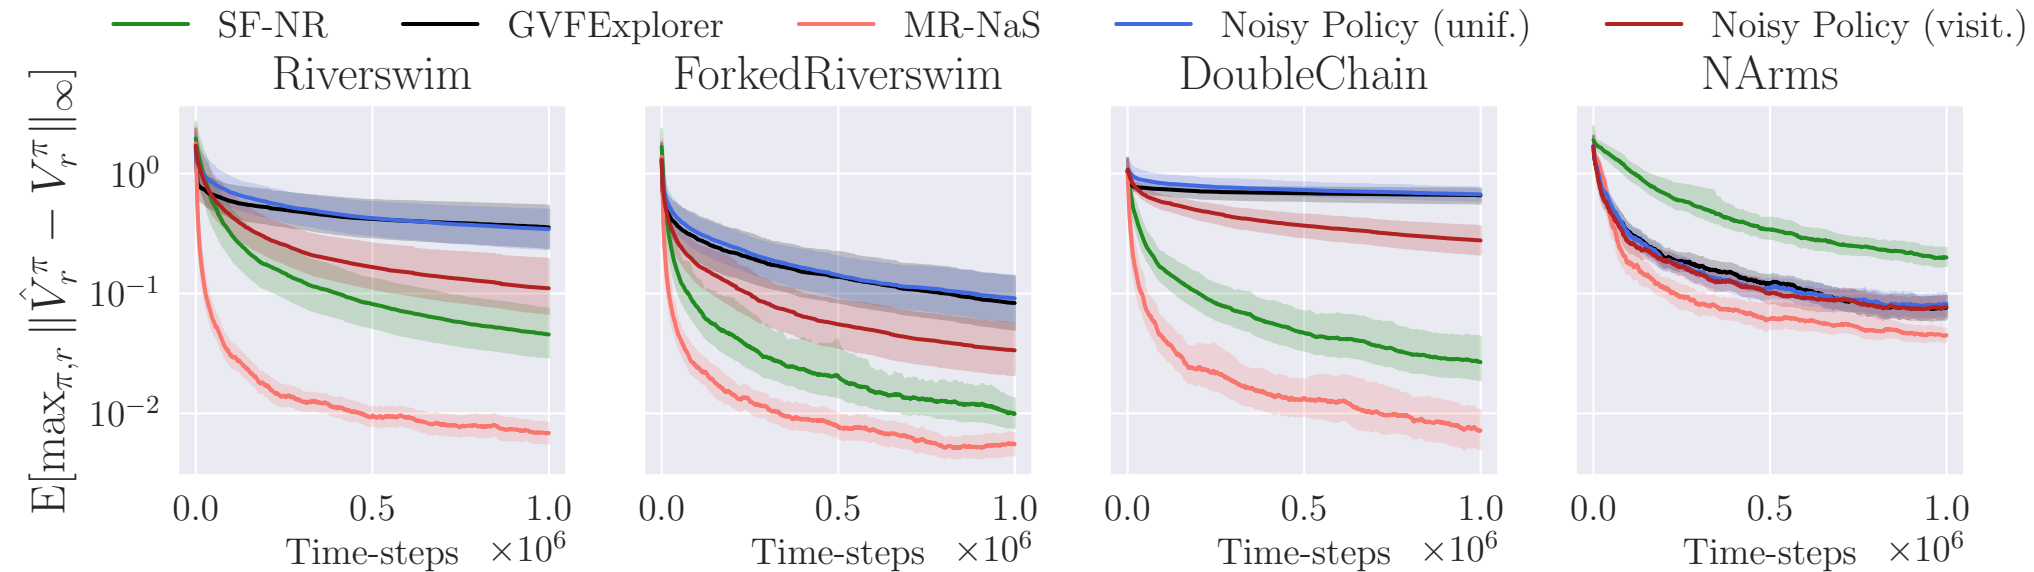 SF-NR GVFExplorer MR-NaS Noisy Policy (unif.) Noisy Policy (visit.)
Riverswim ForkedRiverswim DoubleChain NArms
E[max_{π,r} ||V̂_r^π − V_r^π||_∞]
10^0
10^{−1}
10^{−2}
0.0 0.5 1.0 0.0 0.5 1.0 0.0 0.5 1.0 0.0 0.5 1.0
Time-steps ×10^6 Time-steps ×10^6 Time-steps ×10^6 Time-steps ×10^6